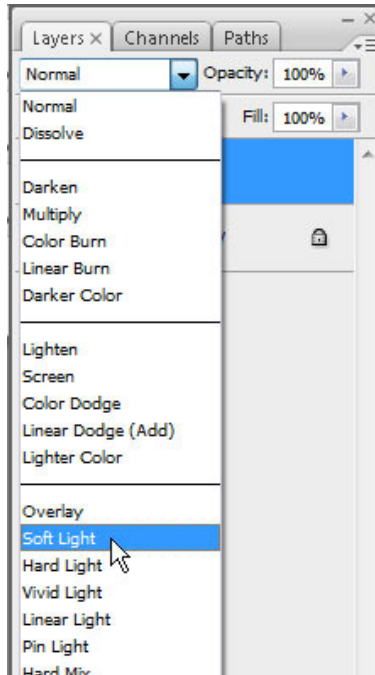 Layers × Channels Paths
Normal Opacity: 100%
Normal Fill: 100%
Dissolve
Darken
Multiply
Color Burn
Linear Burn
Darker Color
Lighten
Screen
Color Dodge
Linear Dodge (Add)
Lighter Color
Overlay
Soft Light
Hard Light
Vivid Light
Linear Light
Pin Light
Hard Mix